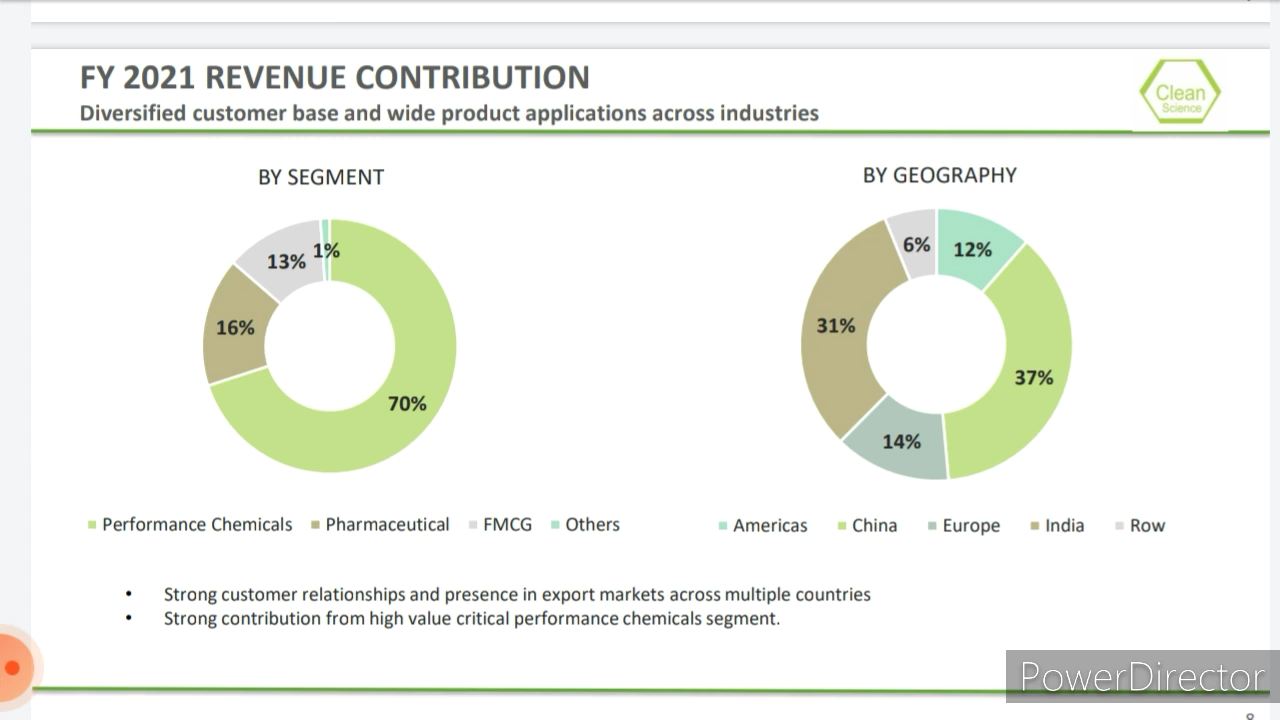 FY 2021 REVENUE CONTRIBUTION
Diversified customer base and wide product applications across industries
Clean
Science
BY SEGMENT
BY GEOGRAPHY
1%
13%
16%
70%
6%
12%
31%
37%
14%
Performance Chemicals Pharmaceutical FMCG Others
Americas China Europe India Row
• Strong customer relationships and presence in export markets across multiple countries
• Strong contribution from high value critical performance chemicals segment.
PowerDirector